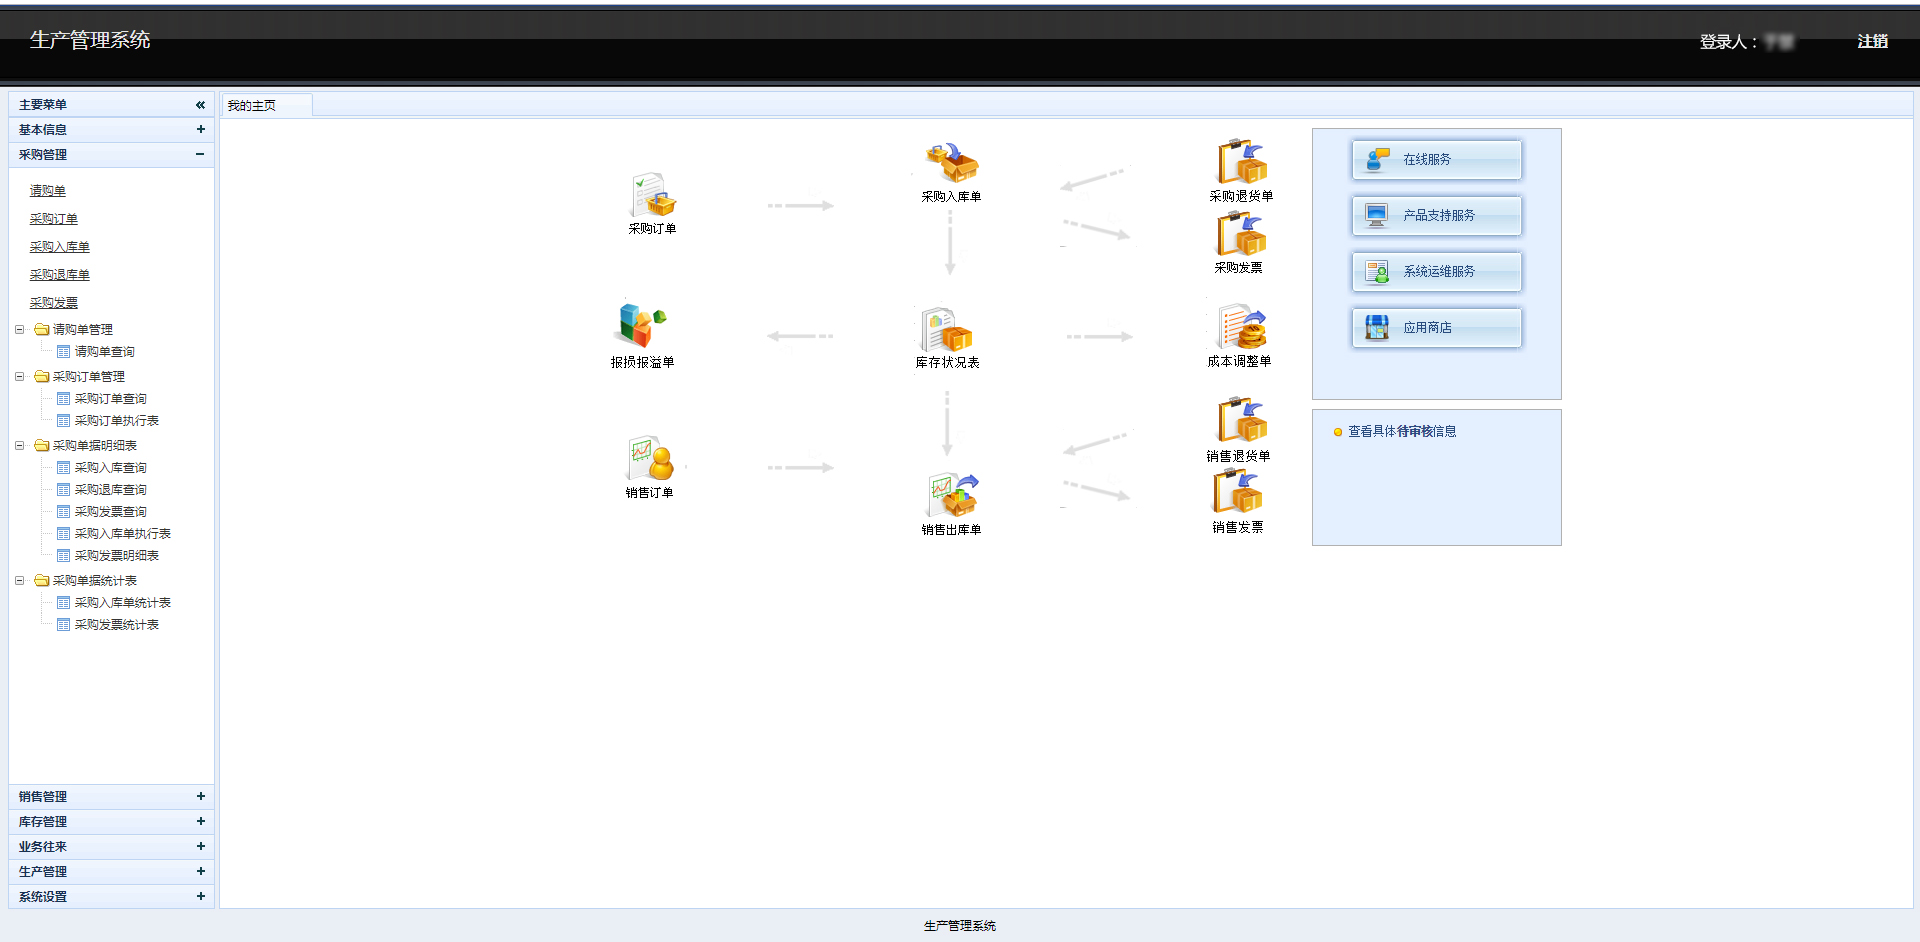 生产管理系统
登录人：
注销
主要菜单
基本信息
采购管理
请购单
采购订单
采购入库单
采购退库单
采购发票
请购单管理
请购单查询
采购订单管理
采购订单查询
采购订单执行表
采购单据明细表
采购入库查询
采购退库查询
采购发票查询
采购入库单执行表
采购发票明细表
采购单据统计表
采购入库单统计表
采购发票统计表
销售管理
库存管理
业务往来
生产管理
系统设置
我的主页
采购订单
采购入库单
采购退货单
采购发票
报损报溢单
库存状况表
成本调整单
销售订单
销售出库单
销售退货单
销售发票
在线服务
产品支持服务
系统运维服务
应用商店
查看具体待审核信息
生产管理系统